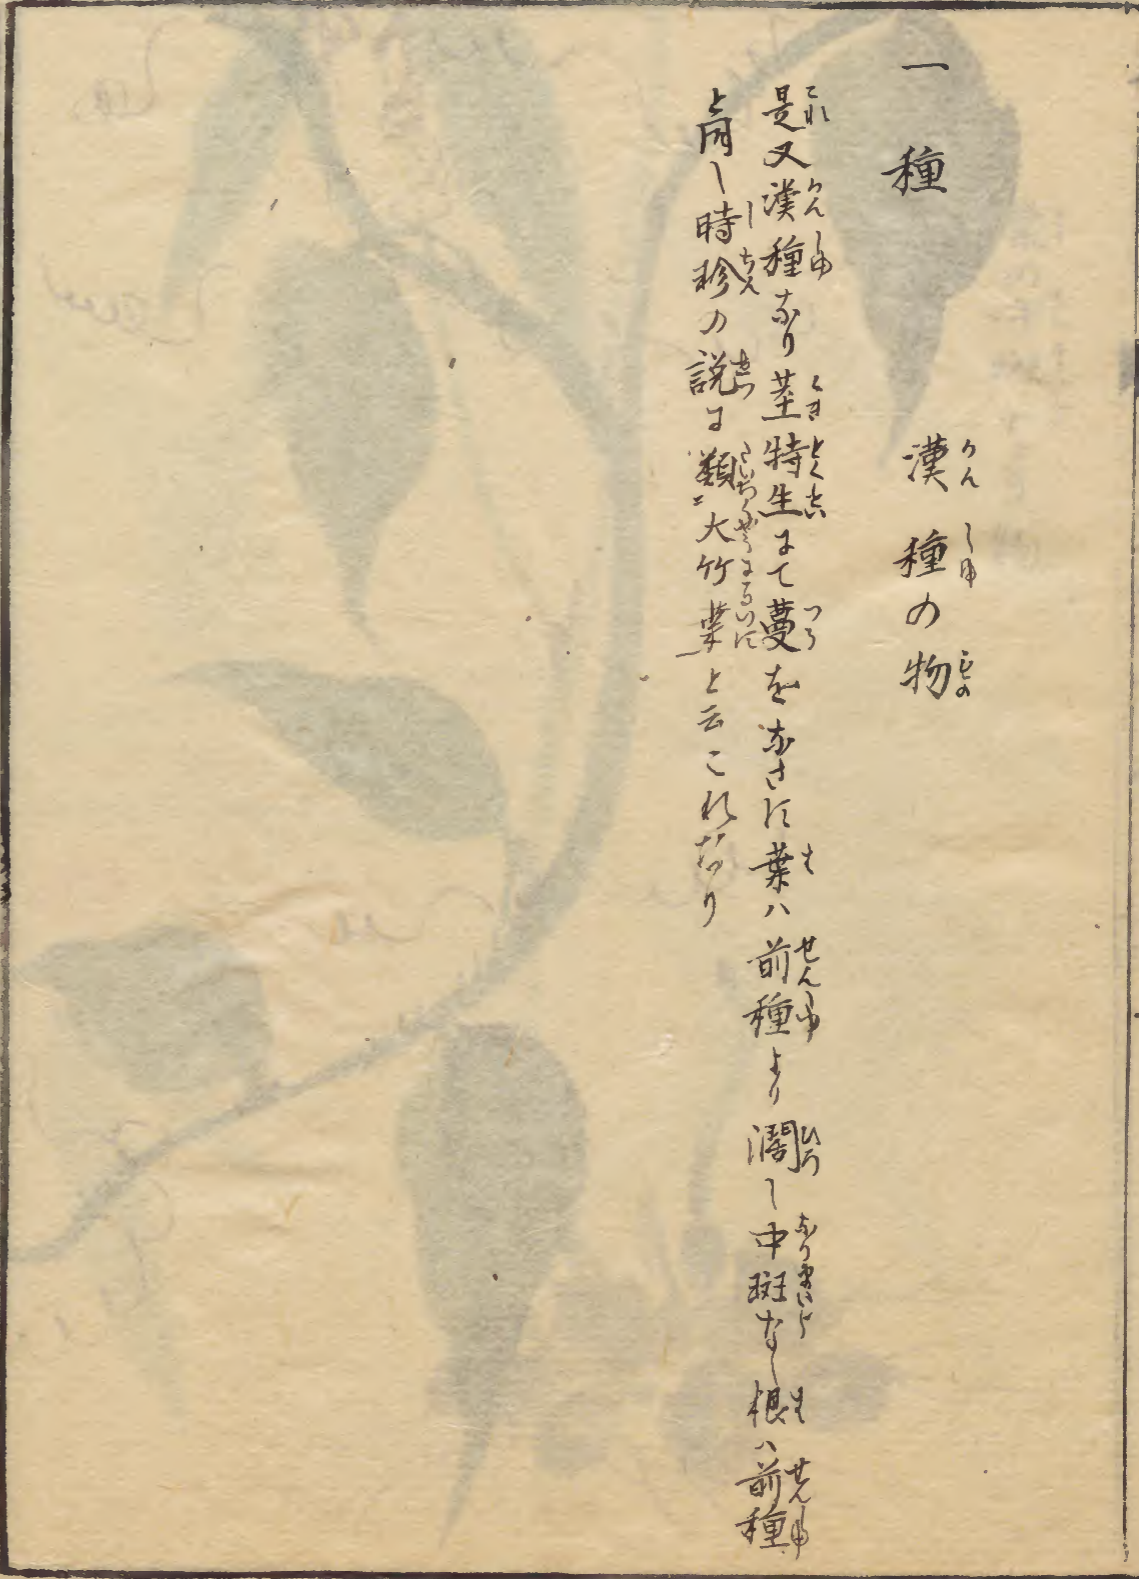 一種　漢種の物
是又漢種なり茎特生にて蔓をなさす葉ハ前種より濶し中斑なし根ハ前種
と同し時珍の説に類ニ大竹葉と云これなり